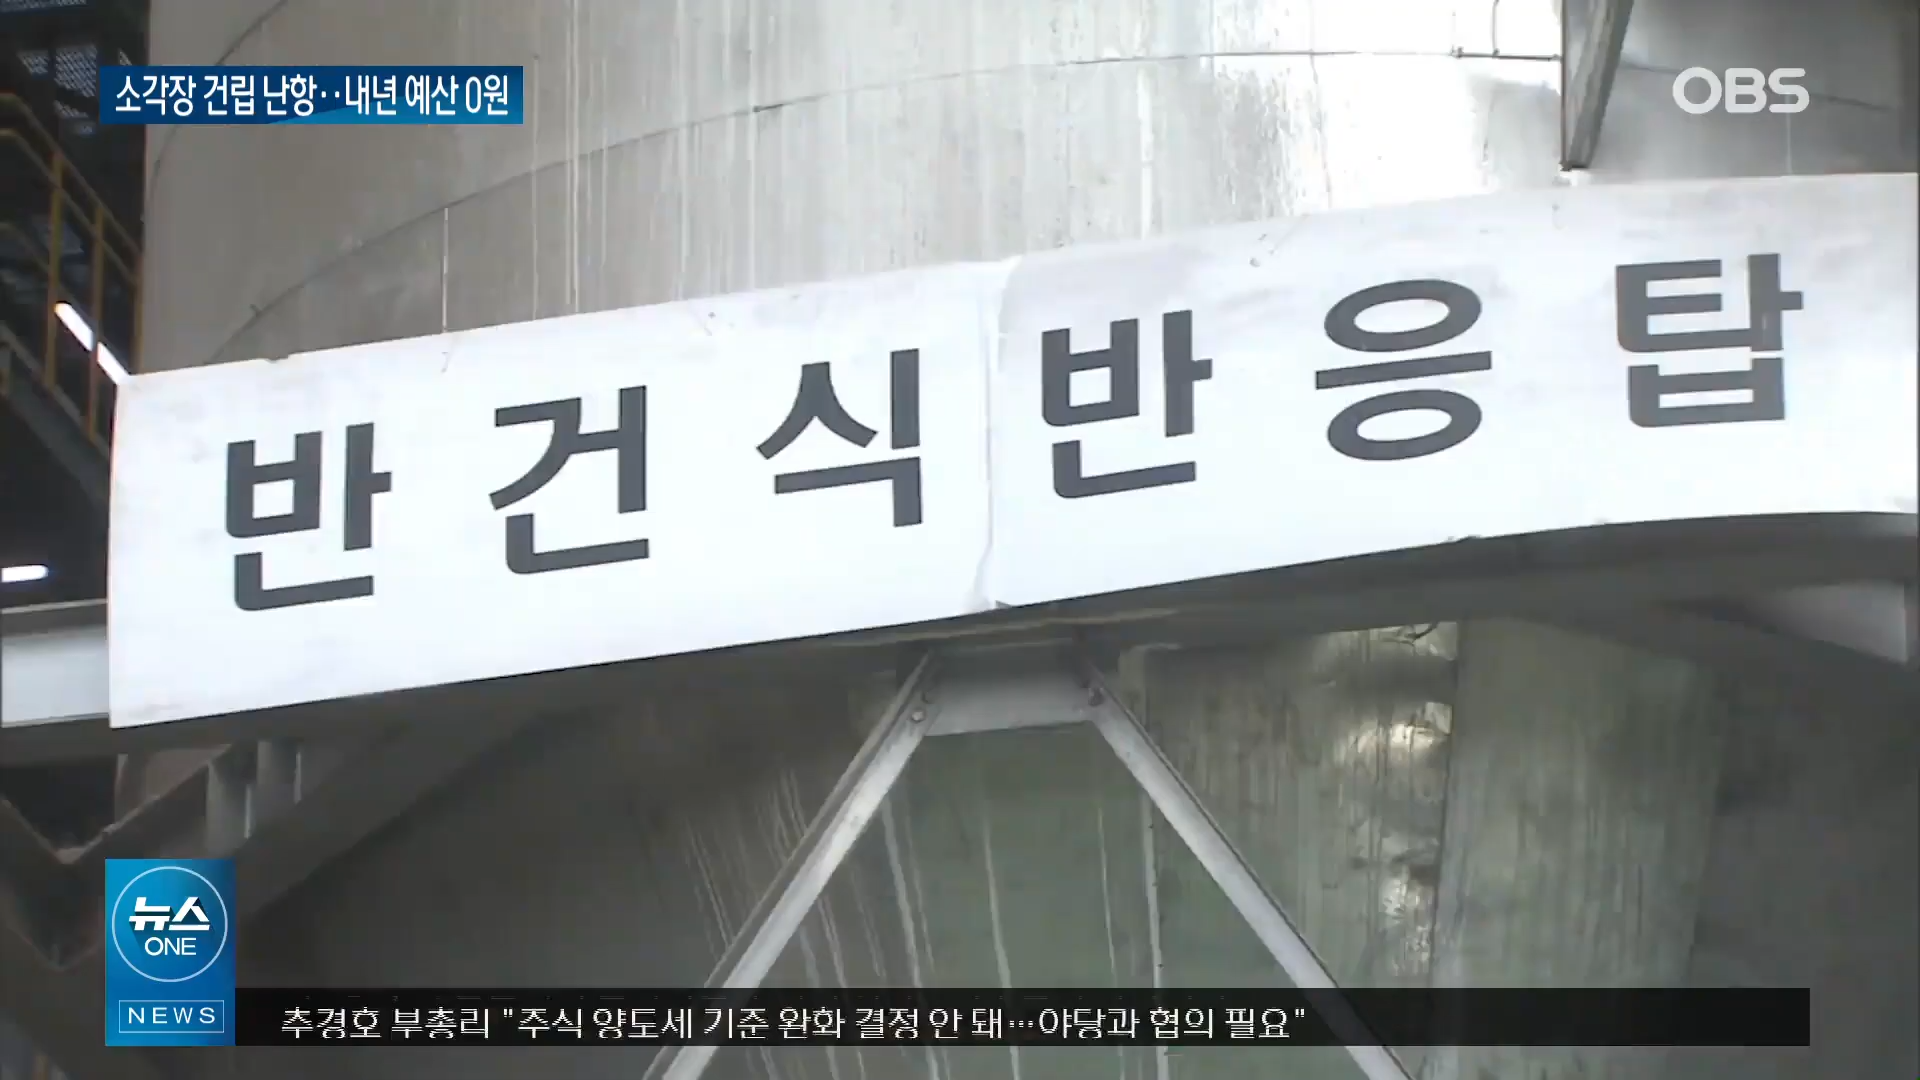 소각장 건립 난항‥내년 예산 0원
OBS
반건식반응탑
뉴스
ONE
NEWS
추경호 부총리 "주식 양도세 기준 완화 결정 안 돼…야당과 협의 필요"